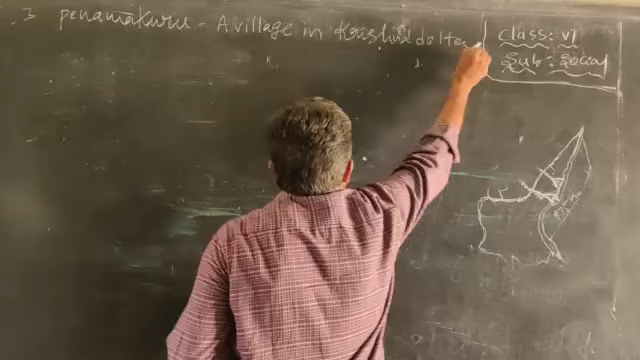 3 penamakuru - A village in Krishna delta
Class: VI
Sub: Social